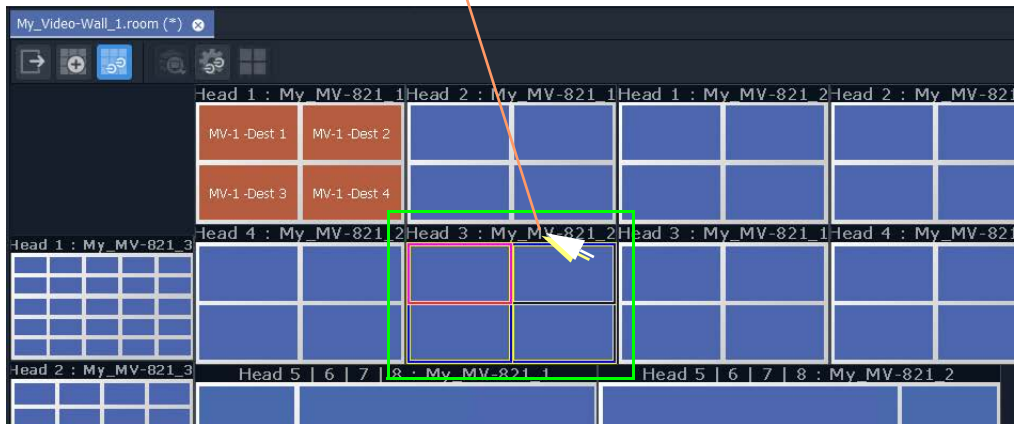 My_Video-Wall_1.room (*)
Head 1 : My_MV-821_1 Head 2 : My_MV-821_1 Head 1 : My_MV-821_2 Head 2 : My_MV-821
MV-1 -Dest 1 MV-1 -Dest 2
MV-1 -Dest 3 MV-1 -Dest 4
Head 4 : My_MV-821_2 Head 3 : My_MV-821_2 Head 3 : My_MV-821_1 Head 4 : My_MV-821
Head 1 : My_MV-821_3
Head 2 : My_MV-821_3 Head 5 | 6 | 7 | 8 : My_MV-821_1 Head 5 | 6 | 7 | 8 : My_MV-821_2